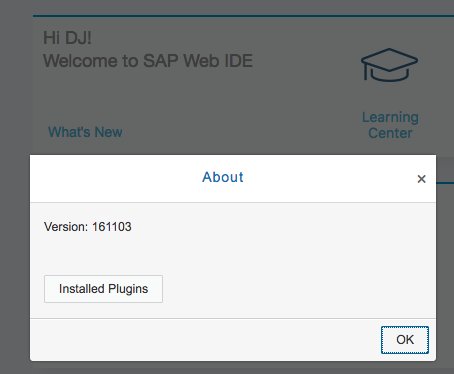 Hi DJ!
Welcome to SAP Web IDE
What's New
Learning
Center
About
×
Version: 161103
Installed Plugins
OK